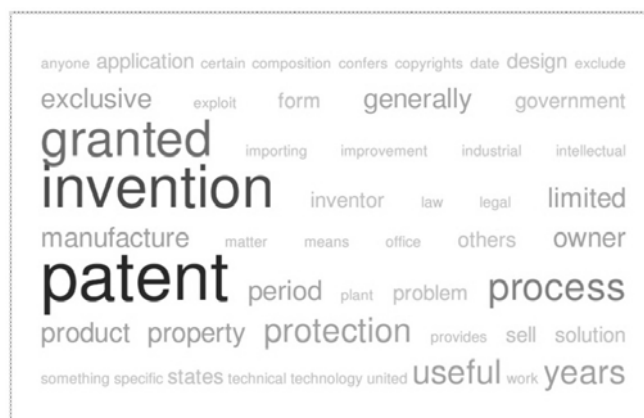 anyone application certain composition confers copyrights date design exclude
exclusive exploit form generally government
granted importing improvement industrial intellectual
invention inventor law legal limited
manufacture matter means office others owner
patent period plant problem process
product property protection provides sell solution
something specific states technical technology united useful work years